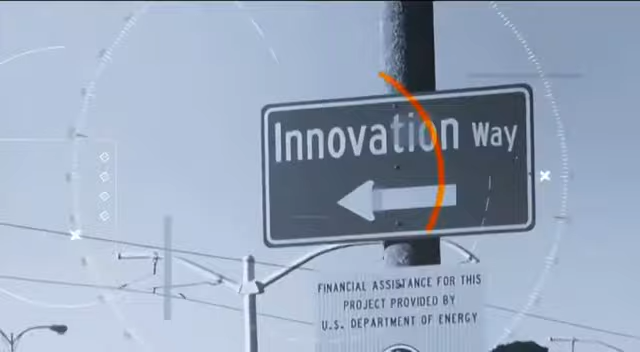 Innovation Way
FINANCIAL ASSISTANCE FOR THIS
PROJECT PROVIDED BY
U.S. DEPARTMENT OF ENERGY